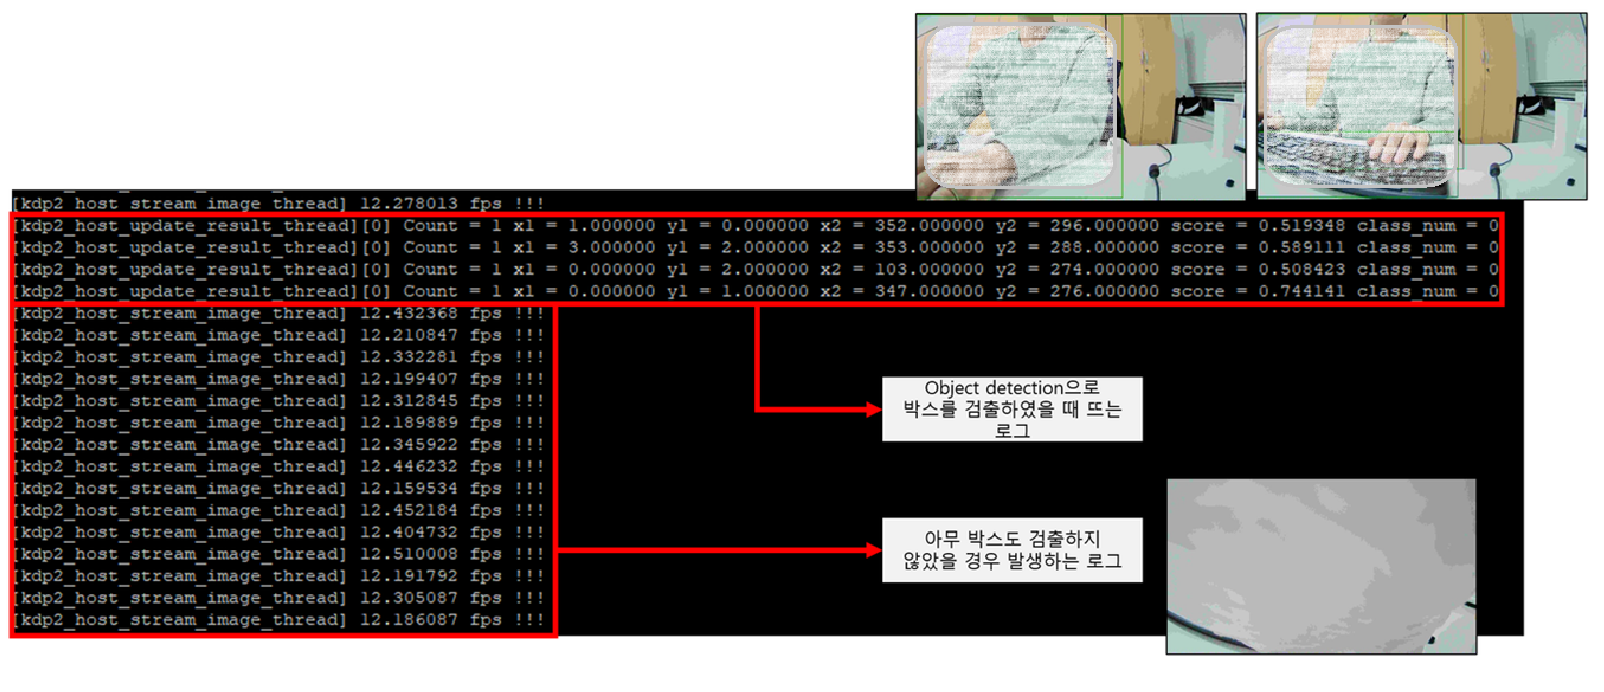 [kdp2_host_stream_image_thread] 12.278013 fps !!!
[kdp2_host_update_result_thread][0] Count = 1 x1 = 1.000000 y1 = 0.000000 x2 = 352.000000 y2 = 296.000000 score = 0.519348 class_num = 0
[kdp2_host_update_result_thread][0] Count = 1 x1 = 3.000000 y1 = 2.000000 x2 = 353.000000 y2 = 288.000000 score = 0.589111 class_num = 0
[kdp2_host_update_result_thread][0] Count = 1 x1 = 0.000000 y1 = 2.000000 x2 = 103.000000 y2 = 274.000000 score = 0.508423 class_num = 0
[kdp2_host_update_result_thread][0] Count = 1 x1 = 0.000000 y1 = 1.000000 x2 = 347.000000 y2 = 276.000000 score = 0.744141 class_num = 0
[kdp2_host_stream_image_thread] 12.432368 fps !!!
[kdp2_host_stream_image_thread] 12.210847 fps !!!
[kdp2_host_stream_image_thread] 12.332281 fps !!!
[kdp2_host_stream_image_thread] 12.199407 fps !!!
[kdp2_host_stream_image_thread] 12.312845 fps !!!
[kdp2_host_stream_image_thread] 12.189889 fps !!!
[kdp2_host_stream_image_thread] 12.345922 fps !!!
[kdp2_host_stream_image_thread] 12.446232 fps !!!
[kdp2_host_stream_image_thread] 12.159534 fps !!!
[kdp2_host_stream_image_thread] 12.452184 fps !!!
[kdp2_host_stream_image_thread] 12.404732 fps !!!
[kdp2_host_stream_image_thread] 12.510008 fps !!!
[kdp2_host_stream_image_thread] 12.191792 fps !!!
[kdp2_host_stream_image_thread] 12.305087 fps !!!
[kdp2_host_stream_image_thread] 12.186087 fps !!!
Object detection으로
박스를 검출하였을 때 뜨는
로그
아무 박스도 검출하지
않았을 경우 발생하는 로그